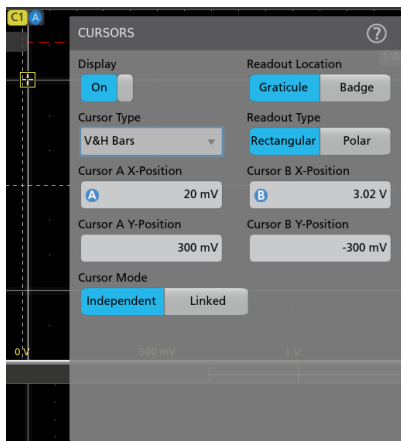 C1 A
CURSORS ?
1/Δ
Display Readout Location
On Graticule Badge
Cursor Type Readout Type
V&H Bars Rectangular Polar
Cursor A X-Position Cursor B X-Position
A 20 mV B 3.02 V
Cursor A Y-Position Cursor B Y-Position
300 mV -300 mV
Cursor Mode
Independent Linked
0 V 500 mV 1 V